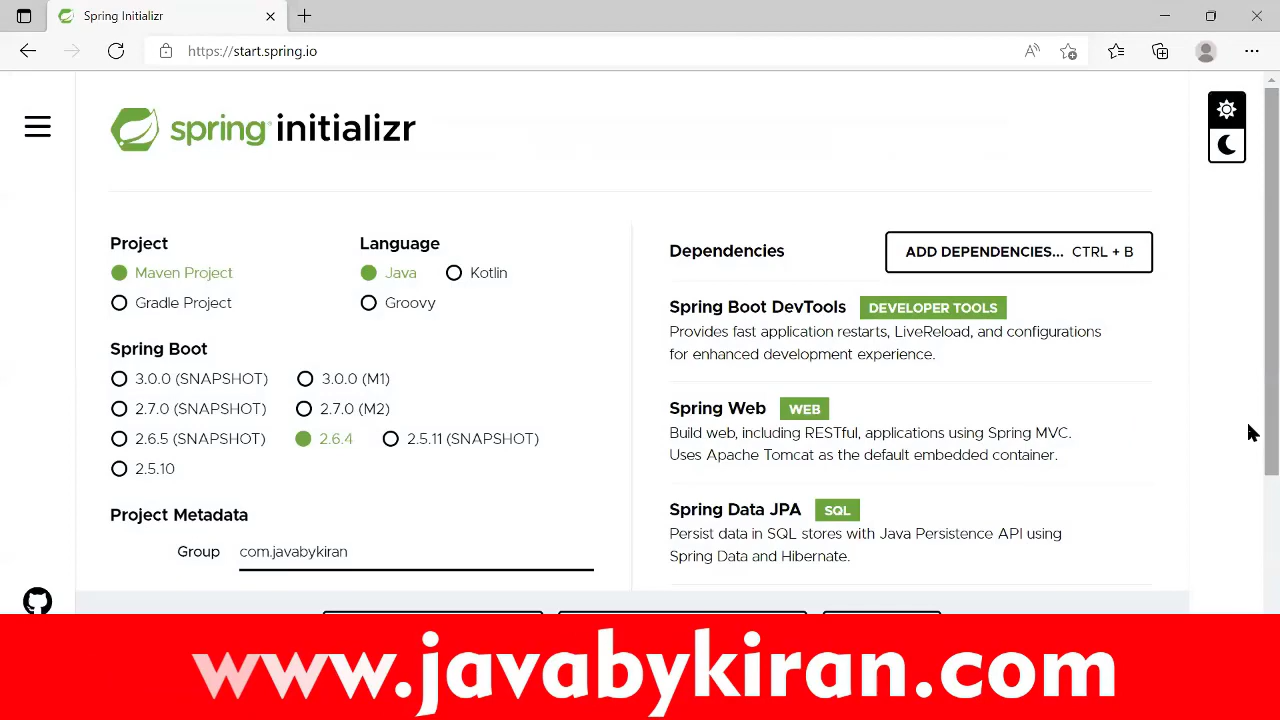 Spring Initializr
https://start.spring.io
spring initializr
Project
Maven Project
Gradle Project
Language
Java
Kotlin
Groovy
Spring Boot
3.0.0 (SNAPSHOT)
3.0.0 (M1)
2.7.0 (SNAPSHOT)
2.7.0 (M2)
2.6.5 (SNAPSHOT)
2.6.4
2.5.11 (SNAPSHOT)
2.5.10
Project Metadata
Group com.javabykiran
Dependencies
ADD DEPENDENCIES... CTRL + B
Spring Boot DevTools DEVELOPER TOOLS
Provides fast application restarts, LiveReload, and configurations
for enhanced development experience.
Spring Web WEB
Build web, including RESTful, applications using Spring MVC.
Uses Apache Tomcat as the default embedded container.
Spring Data JPA SQL
Persist data in SQL stores with Java Persistence API using
Spring Data and Hibernate.
www.javabykiran.com